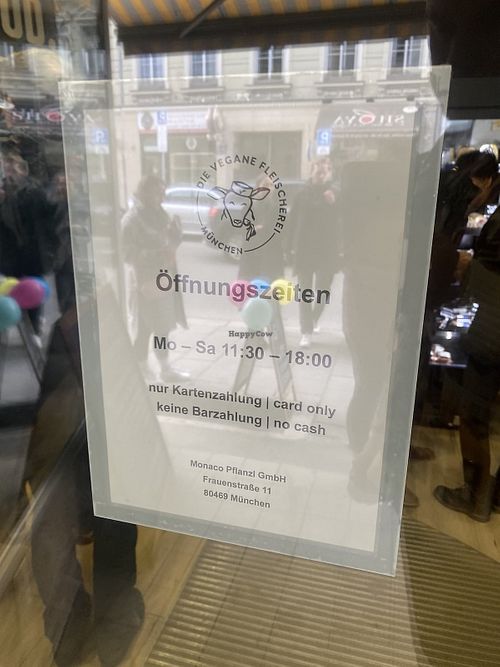 DIE VEGANE FLEISCHEREI
MÜNCHEN
Öffnungszeiten
HappyCow
Mo – Sa 11:30 – 18:00
nur Kartenzahlung | card only
keine Barzahlung | no cash
Monaco Pflanzl GmbH
Frauenstraße 11
80469 München